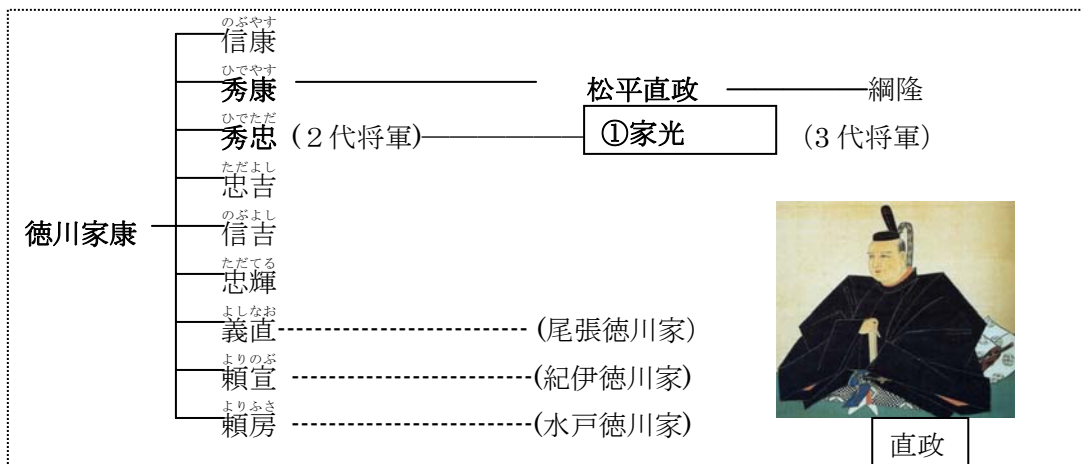 のぶやす
信康
ひでやす
秀康 松平直政 綱隆
ひでただ
秀忠 (2代将軍) ①家光 (3代将軍)
ただよし
忠吉
のぶよし
徳川家康 信吉
ただてる
忠輝
よしなお
義直 (尾張徳川家)
よりのぶ
頼宣 (紀伊徳川家)
よりふさ
頼房 (水戸徳川家)
直政